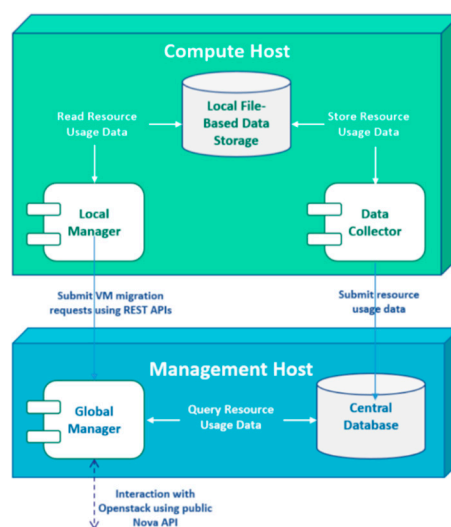 Compute Host
Local File-
Based Data
Storage
Read Resource
Usage Data
Store Resource
Usage Data
Local
Manager
Data
Collector
Submit VM migration
requests using REST APIs
Submit resource
usage data
Management Host
Global
Manager
Query Resource
Usage Data
Central
Database
Interaction with
Openstack using public
Nova API